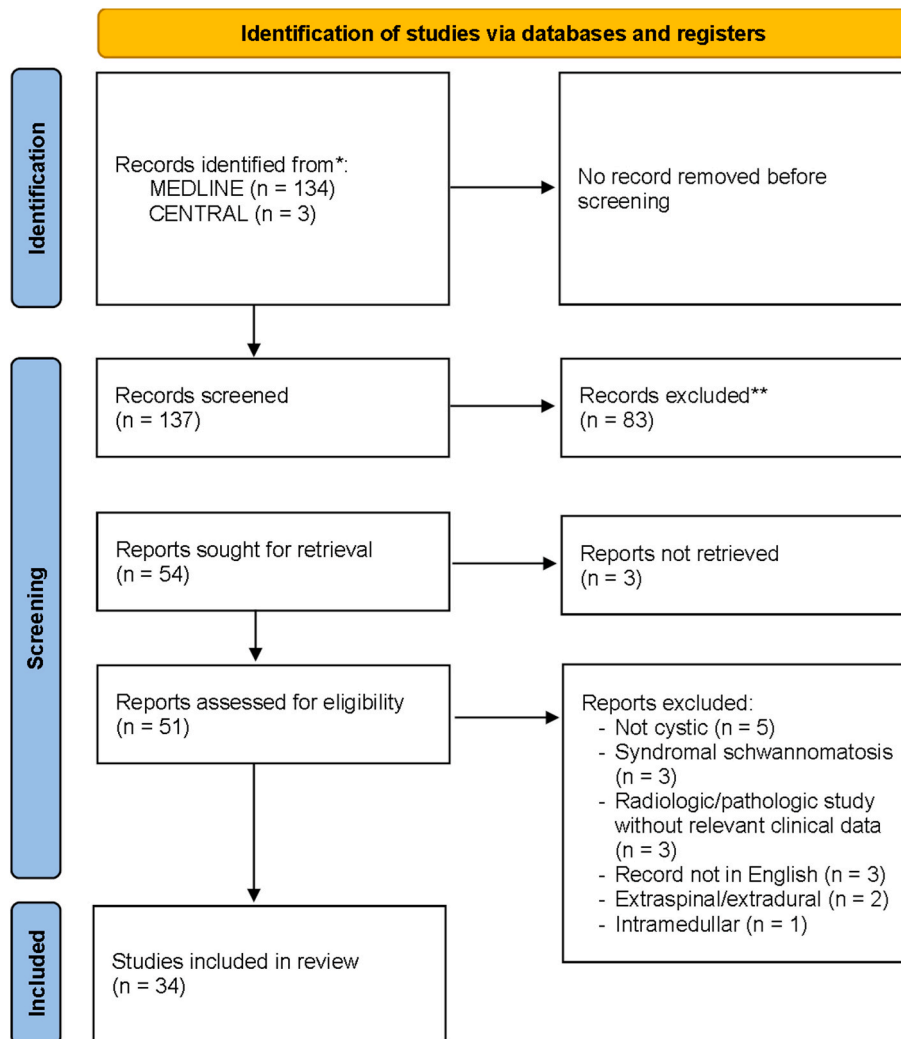 Identification of studies via databases and registers
Identification
Records identified from*:
MEDLINE (n = 134)
CENTRAL (n = 3)
No record removed before
screening
Screening
Records screened
(n = 137)
Records excluded**
(n = 83)
Reports sought for retrieval
(n = 54)
Reports not retrieved
(n = 3)
Reports assessed for eligibility
(n = 51)
Reports excluded:
- Not cystic (n = 5)
- Syndromal schwannomatosis
(n = 3)
- Radiologic/pathologic study
without relevant clinical data
(n = 3)
- Record not in English (n = 3)
- Extraspinal/extradural (n = 2)
- Intramedullar (n = 1)
Included
Studies included in review
(n = 34)